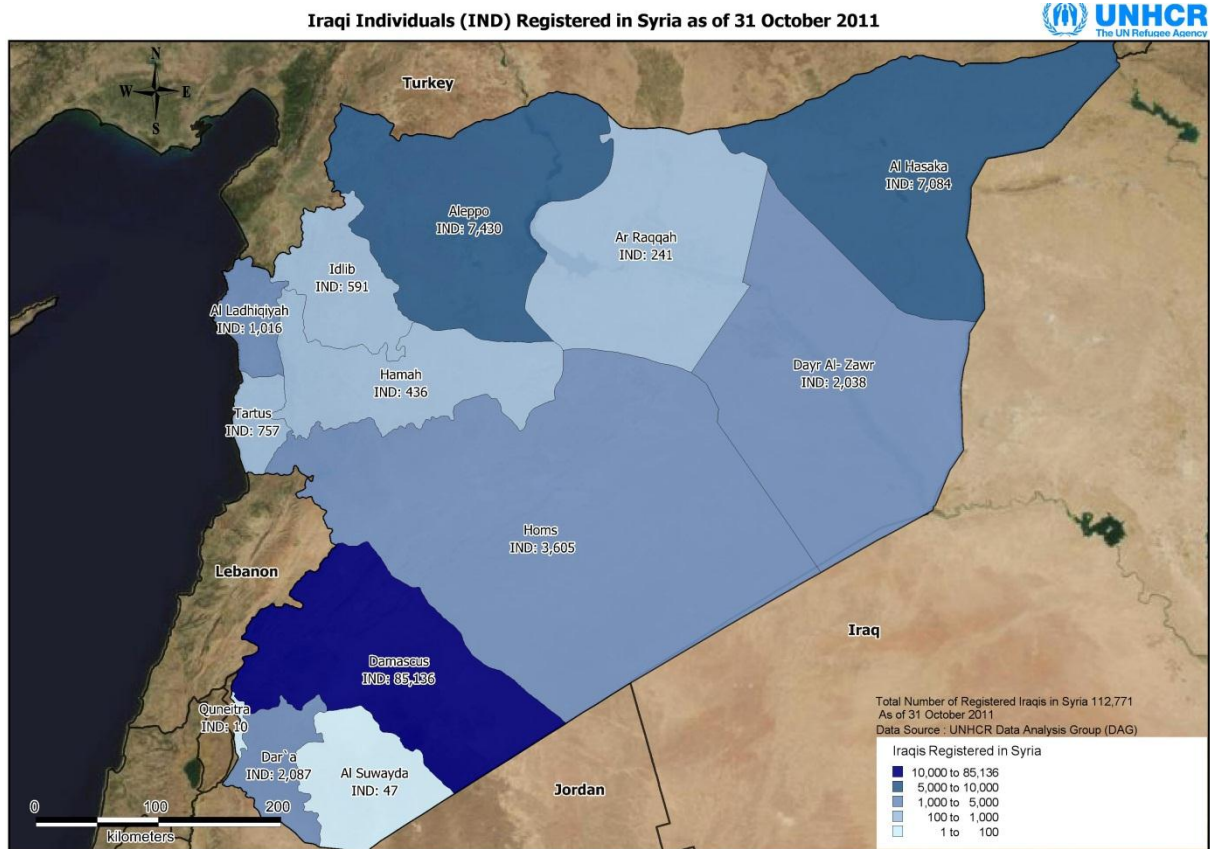 Iraqi Individuals (IND) Registered in Syria as of 31 October 2011
UNHCR
The UN Refugee Agency
N
W
E
S
Turkey
Al Hasaka
IND: 7,084
Aleppo
IND: 7,430
Ar Raqqah
IND: 241
Idlib
IND: 591
Al Ladhiqiyah
IND: 1,016
Dayr Al- Zawr
IND: 2,038
Hamah
IND: 436
Tartus
IND: 757
Homs
IND: 3,605
Lebanon
Iraq
Damascus
IND: 85,136
Quneitra
IND: 10
Dar`a
IND: 2,087
Al Suwayda
IND: 47
Jordan
0 100 200
kilometers
Total Number of Registered Iraqis in Syria 112,771
As of 31 October 2011
Data Source : UNHCR Data Analysis Group (DAG)
Iraqis Registered in Syria
10,000 to 85,136
5,000 to 10,000
1,000 to 5,000
100 to 1,000
1 to 100